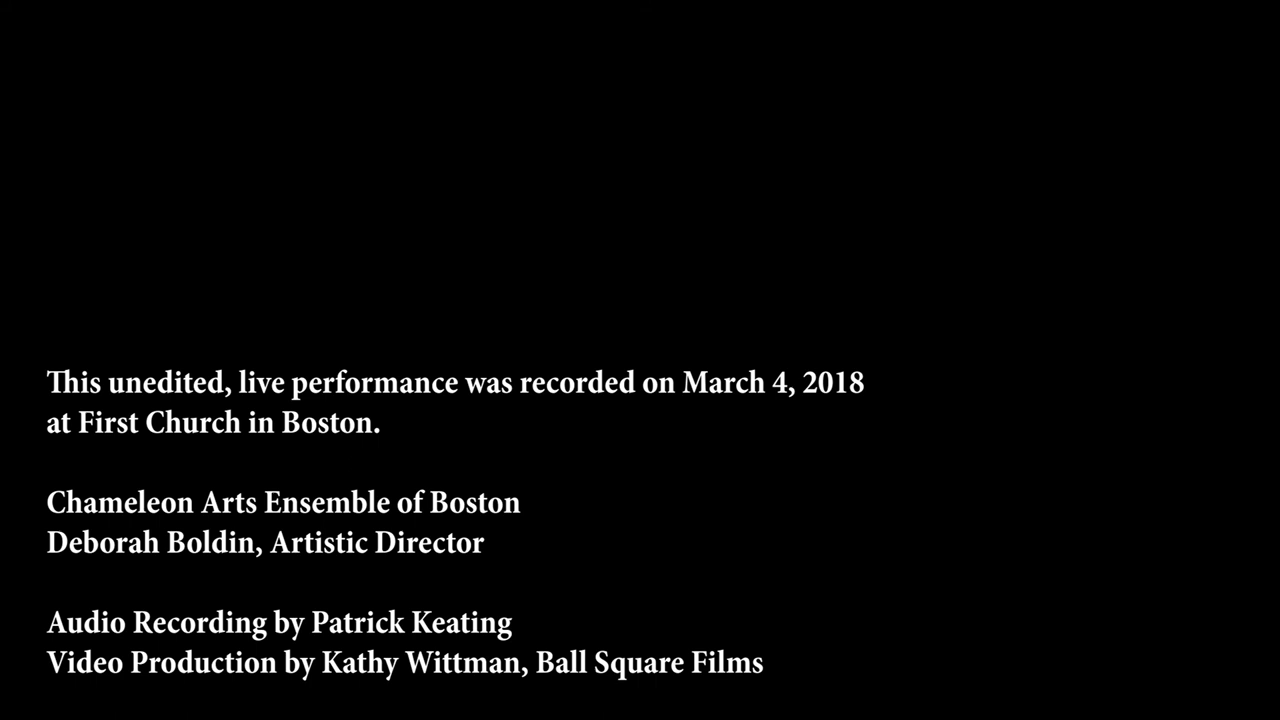 This unedited, live performance was recorded on March 4, 2018
at First Church in Boston.
Chameleon Arts Ensemble of Boston
Deborah Boldin, Artistic Director
Audio Recording by Patrick Keating
Video Production by Kathy Wittman, Ball Square Films